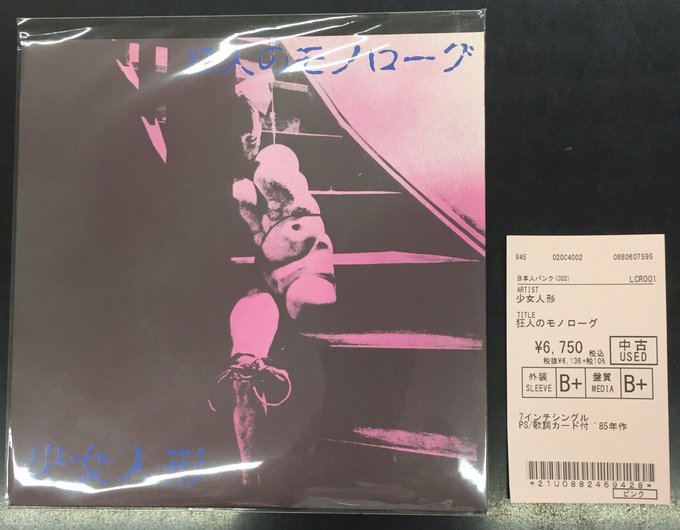 狂人のモノローグ
少女人形
945 02004002 0880607595
日本人パンク(033) LCR001
ARTIST
少女人形
TITLE
狂人のモノローグ
¥6,750 税込
税抜¥6,136+税10%
中古
USED
外装
SLEEVE
B+
盤質
MEDIA
B+
7インチシングル
PS/歌詞カード付 '85年作
*21U0882469428*
ピンク